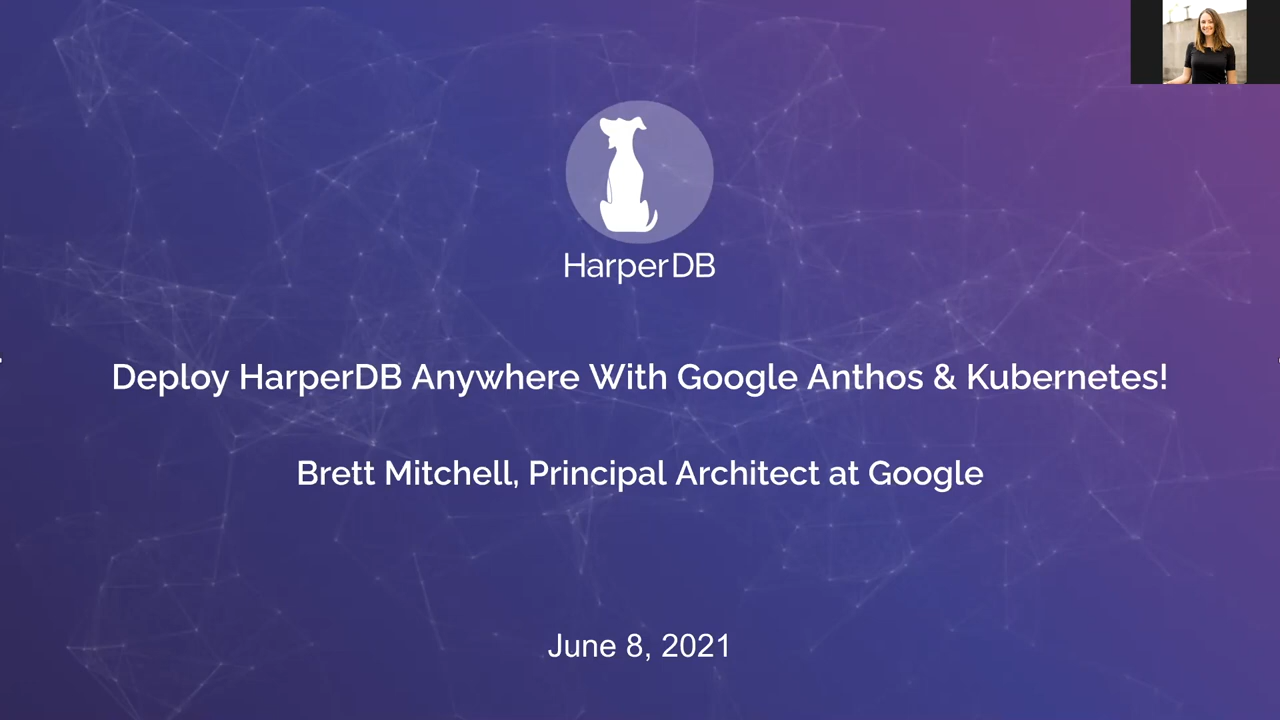 HarperDB
Deploy HarperDB Anywhere With Google Anthos & Kubernetes!
Brett Mitchell, Principal Architect at Google
June 8, 2021